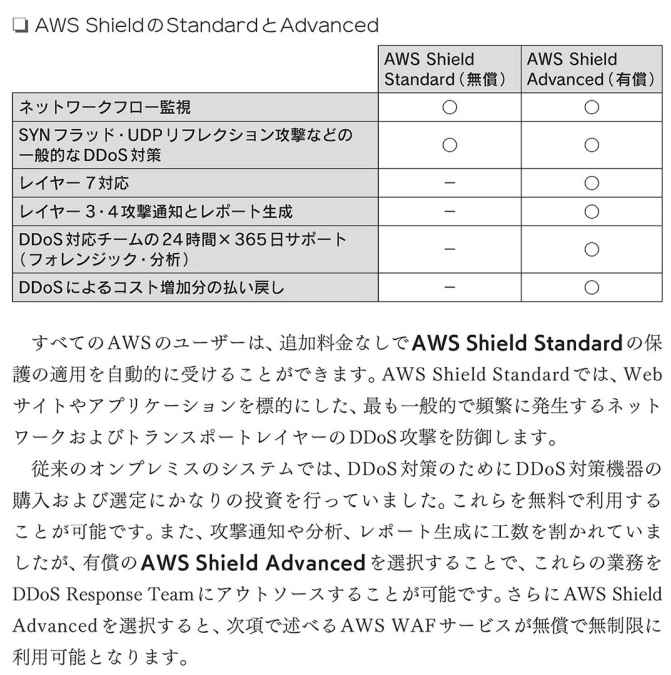 ❏ AWS ShieldのStandardとAdvanced
AWS Shield
Standard（無償）
AWS Shield
Advanced（有償）
ネットワークフロー監視
○
○
SYNフラッド・UDPリフレクション攻撃などの
一般的なDDoS対策
○
○
レイヤー7対応
－
○
レイヤー3・4攻撃通知とレポート生成
－
○
DDoS対応チームの24時間×365日サポート
（フォレンジック・分析）
－
○
DDoSによるコスト増加分の払い戻し
－
○
すべてのAWSのユーザーは、追加料金なしでAWS Shield Standardの保
護の適用を自動的に受けることができます。AWS Shield Standardでは、Web
サイトやアプリケーションを標的にした、最も一般的で頻繁に発生するネット
ワークおよびトランスポートレイヤーのDDoS攻撃を防御します。
従来のオンプレミスのシステムでは、DDoS対策のためにDDoS対策機器の
購入および選定にかなりの投資を行っていました。これらを無料で利用する
ことが可能です。また、攻撃通知や分析、レポート生成に工数を割かれていま
したが、有償のAWS Shield Advancedを選択することで、これらの業務を
DDoS Response Teamにアウトソースすることが可能です。さらにAWS Shield
Advancedを選択すると、次項で述べるAWS WAFサービスが無償で無制限に
利用可能となります。